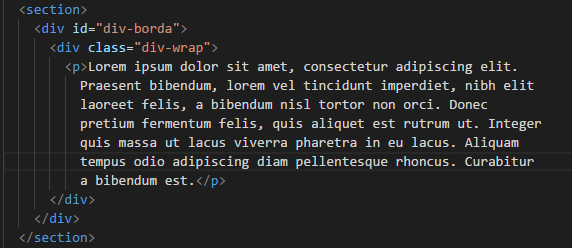 <section>
<div id="div-borda">
<div class="div-wrap">
<p>Lorem ipsum dolor sit amet, consectetur adipiscing elit.
Praesent bibendum, lorem vel tincidunt imperdiet, nibh elit
laoreet felis, a bibendum nisl tortor non orci. Donec
pretium fermentum felis, quis aliquet est rutrum ut. Integer
quis massa ut lacus viverra pharetra in eu lacus. Aliquam
tempus odio adipiscing diam pellentesque rhoncus. Curabitur
a bibendum est.</p>
</div>
</div>
</section>